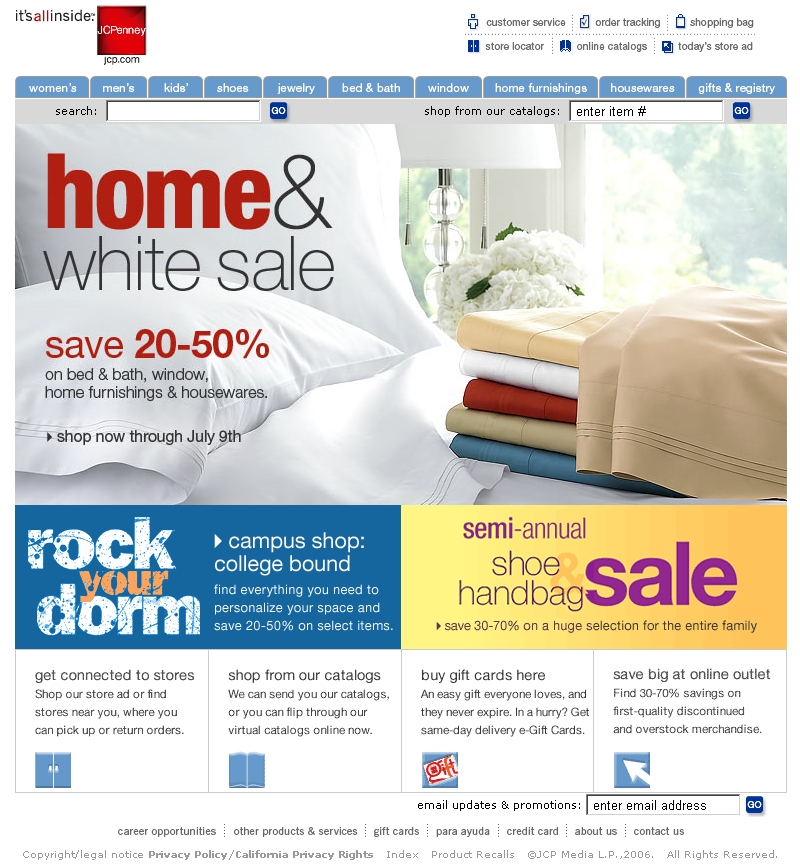 it's all inside:™
JCPenney
jcp.com
customer service
order tracking
shopping bag
store locator
online catalogs
today's store ad
women's
men's
kids'
shoes
jewelry
bed & bath
window
home furnishings
housewares
gifts & registry
search:
GO
shop from our catalogs:
enter item #
GO
home&
white sale
save 20-50%
on bed & bath, window,
home furnishings & housewares.
shop now through July 9th
rock
your
dorm
campus shop:
college bound
find everything you need to
personalize your space and
save 20-50% on select items.
semi-annual
shoe &
handbag sale
save 30-70% on a huge selection for the entire family
get connected to stores
Shop our store ad or find
stores near you, where you
can pick up or return orders.
shop from our catalogs
We can send you our catalogs,
or you can flip through our
virtual catalogs online now.
buy gift cards here
An easy gift everyone loves, and
they never expire. In a hurry? Get
same-day delivery e-Gift Cards.
Gift
save big at online outlet
Find 30-70% savings on
first-quality discontinued
and overstock merchandise.
email updates & promotions:
enter email address
GO
career opportunities
other products & services
gift cards
para ayuda
credit card
about us
contact us
Copyright/legal notice Privacy Policy/California Privacy Rights Index Product Recalls ©JCP Media L.P.,2006. All Rights Reserved.